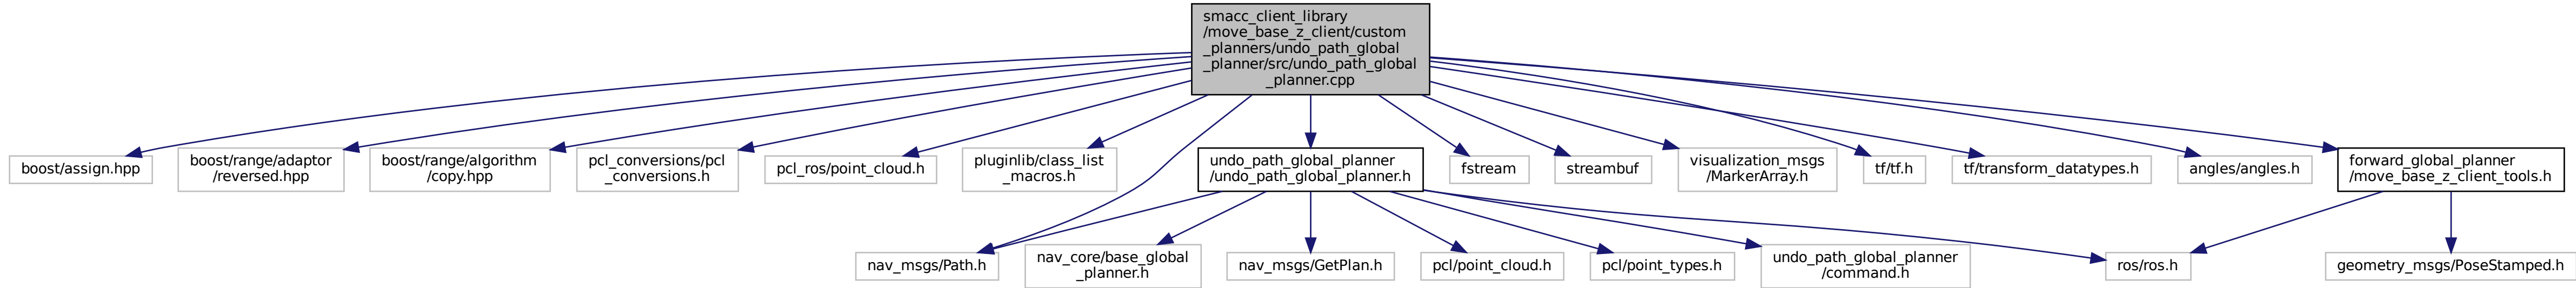 smacc_client_library
/move_base_z_client/custom
_planners/undo_path_global
_planner/src/undo_path_global
_planner.cpp
boost/assign.hpp
boost/range/adaptor
/reversed.hpp
boost/range/algorithm
/copy.hpp
pcl_conversions/pcl
_conversions.h
pcl_ros/point_cloud.h
pluginlib/class_list
_macros.h
undo_path_global_planner
/undo_path_global_planner.h
fstream
streambuf
visualization_msgs
/MarkerArray.h
tf/tf.h
tf/transform_datatypes.h
angles/angles.h
forward_global_planner
/move_base_z_client_tools.h
nav_msgs/Path.h
nav_core/base_global
_planner.h
nav_msgs/GetPlan.h
pcl/point_cloud.h
pcl/point_types.h
undo_path_global_planner
/command.h
ros/ros.h
geometry_msgs/PoseStamped.h